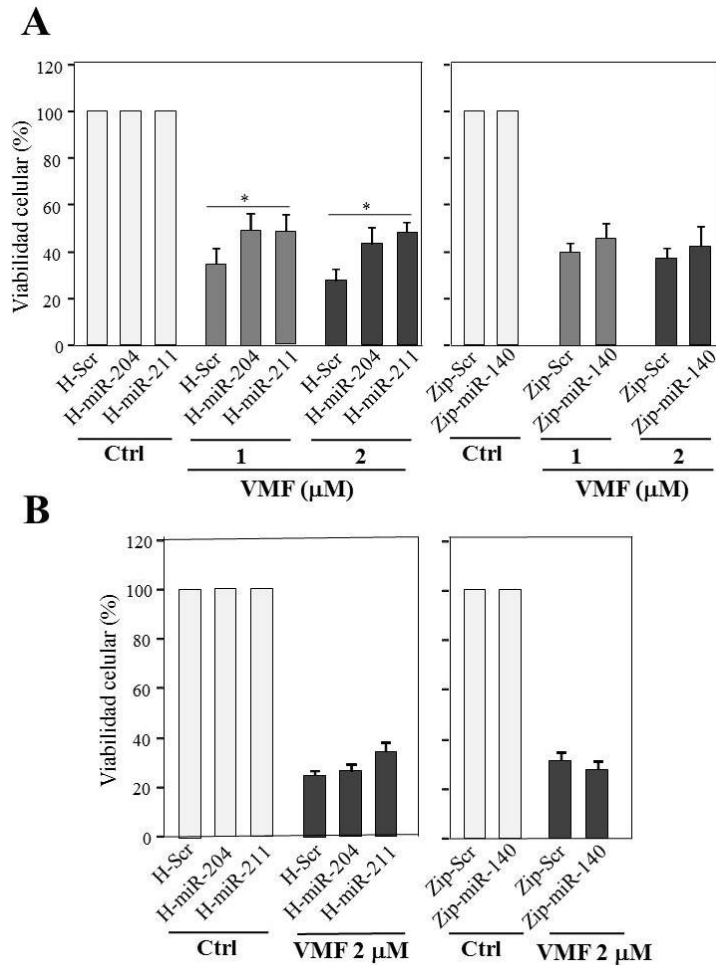 A
Viabilidad celular (%)
120
100
80
60
40
20
0
*
*
H-Scr
H-miR-204
H-miR-211
H-Scr
H-miR-204
H-miR-211
H-Scr
H-miR-204
H-miR-211
Ctrl
1
2
VMF (µM)
Zip-Scr
Zip-miR-140
Zip-Scr
Zip-miR-140
Zip-Scr
Zip-miR-140
Ctrl
1
2
VMF (µM)
B
Viabilidad celular (%)
120
100
80
60
40
20
0
H-Scr
H-miR-204
H-miR-211
H-Scr
H-miR-204
H-miR-211
Ctrl
VMF 2 µM
Zip-Scr
Zip-miR-140
Zip-Scr
Zip-miR-140
Ctrl
VMF 2 µM